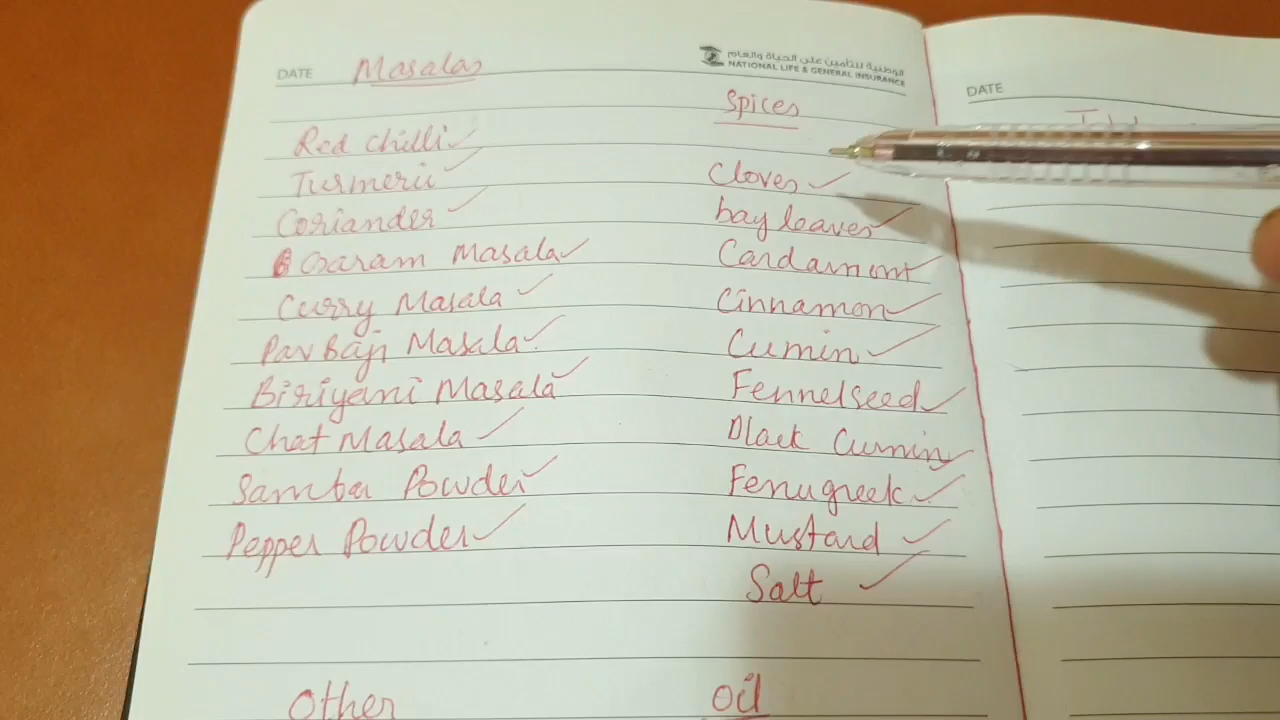 DATE Masalas
الوطنية للتأمين على الحياة والعام
NATIONAL LIFE & GENERAL INSURANCE
Red chilli
Turmeric
Coriander
Garam Masala
Curry Masala
Pav Baji Masala
Biriyani Masala
Chat Masala
Sambar Powder
Pepper Powder
Spices
Cloves
bay leaves
Cardamom
Cinnamon
Cumin
Fennelseed
Black Cumin
Fenugreek
Mustard
Salt
Other
Oil
DATE